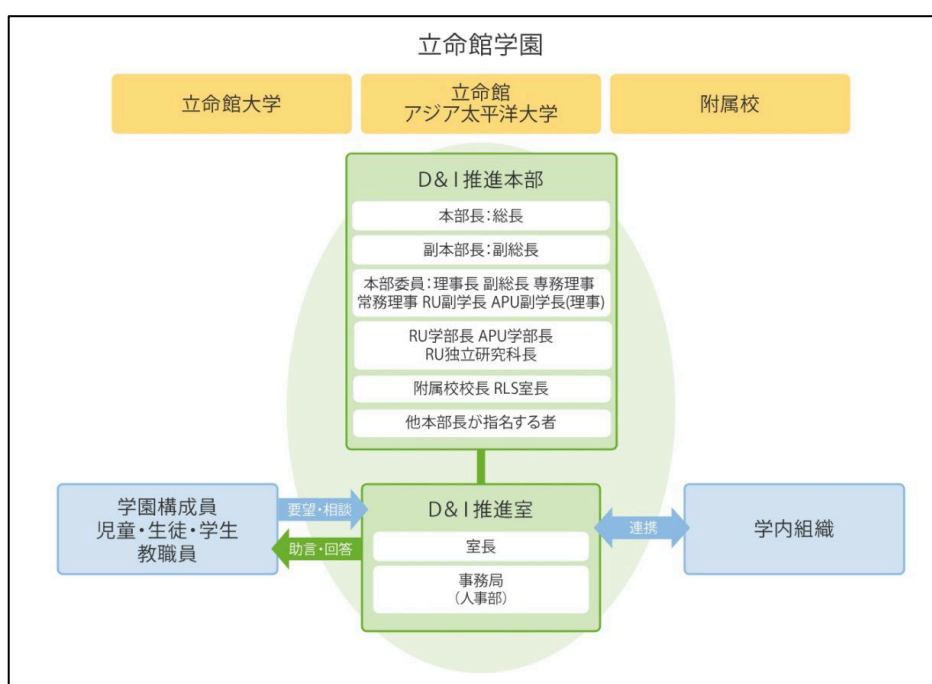 立命館学園
立命館大学
立命館
アジア太平洋大学
附属校
D&I推進本部
本部長:総長
副本部長:副総長
本部委員:理事長 副総長 専務理事
常務理事 RU副学長 APU副学長(理事)
RU学部長 APU学部長
RU独立研究科長
附属校校長 RLS室長
他本部長が指名する者
学園構成員
児童・生徒・学生
教職員
要望・相談
助言・回答
D&I推進室
室長
事務局
(人事部)
連携
学内組織